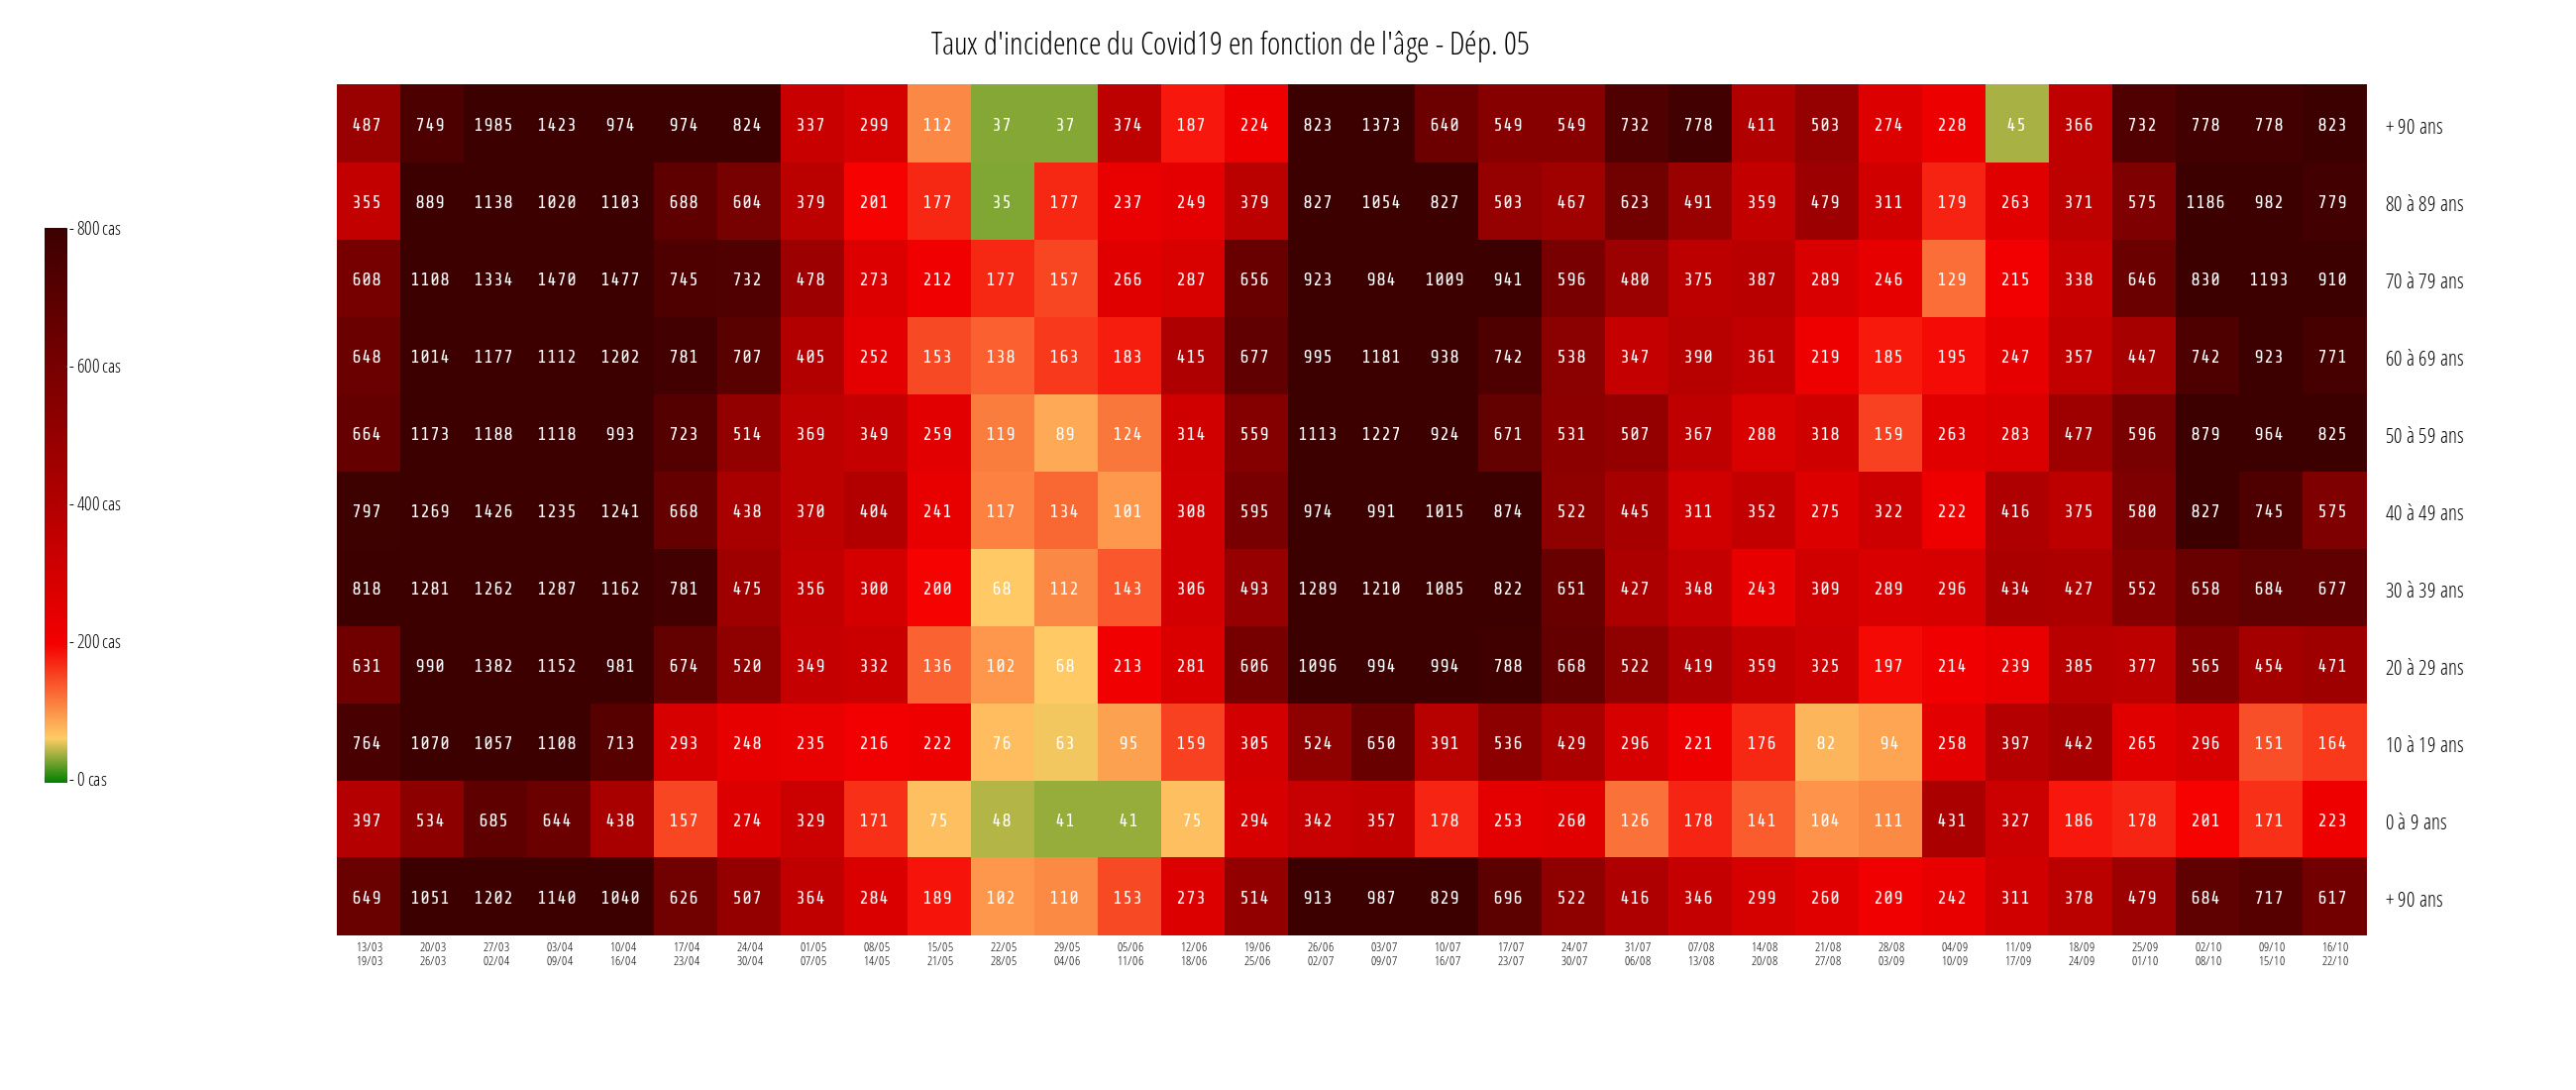 Taux d'incidence du Covid19 en fonction de l'âge - Dép. 05
- 800 cas
- 600 cas
- 400 cas
- 200 cas
- 0 cas
487 749 1985 1423 974 974 824 337 299 112 37 37 374 187 224 823 1373 640 549 549 732 778 411 503 274 228 45 366 732 778 778 823 + 90 ans
355 889 1138 1020 1103 688 604 379 201 177 35 177 237 249 379 827 1054 827 503 467 623 491 359 479 311 179 263 371 575 1186 982 779 80 à 89 ans
608 1108 1334 1470 1477 745 732 478 273 212 177 157 266 287 656 923 984 1009 941 596 480 375 387 289 246 129 215 338 646 830 1193 910 70 à 79 ans
648 1014 1177 1112 1202 781 707 405 252 153 138 163 183 415 677 995 1181 938 742 538 347 390 361 219 185 195 247 357 447 742 923 771 60 à 69 ans
664 1173 1188 1118 993 723 514 369 349 259 119 89 124 314 559 1113 1227 924 671 531 507 367 288 318 159 263 283 477 596 879 964 825 50 à 59 ans
797 1269 1426 1235 1241 668 438 370 404 241 117 134 101 308 595 974 991 1015 874 522 445 311 352 275 322 222 416 375 580 827 745 575 40 à 49 ans
818 1281 1262 1287 1162 781 475 356 300 200 68 112 143 306 493 1289 1210 1085 822 651 427 348 243 309 289 296 434 427 552 658 684 677 30 à 39 ans
631 990 1382 1152 981 674 520 349 332 136 102 68 213 281 606 1096 994 994 788 668 522 419 359 325 197 214 239 385 377 565 454 471 20 à 29 ans
764 1070 1057 1108 713 293 248 235 216 222 76 63 95 159 305 524 650 391 536 429 296 221 176 82 94 258 397 442 265 296 151 164 10 à 19 ans
397 534 685 644 438 157 274 329 171 75 48 41 41 75 294 342 357 178 253 260 126 178 141 104 111 431 327 186 178 201 171 223 0 à 9 ans
649 1051 1202 1140 1040 626 507 364 284 189 102 110 153 273 514 913 987 829 696 522 416 346 299 260 209 242 311 378 479 684 717 617 + 90 ans
13/03 20/03 27/03 03/04 10/04 17/04 24/04 01/05 08/05 15/05 22/05 29/05 05/06 12/06 19/06 26/06 03/07 10/07 17/07 24/07 31/07 07/08 14/08 21/08 28/08 04/09 11/09 18/09 25/09 02/10 09/10 16/10
19/03 26/03 02/04 09/04 16/04 23/04 30/04 07/05 14/05 21/05 28/05 04/06 11/06 18/06 25/06 02/07 09/07 16/07 23/07 30/07 06/08 13/08 20/08 27/08 03/09 10/09 17/09 24/09 01/10 08/10 15/10 22/10